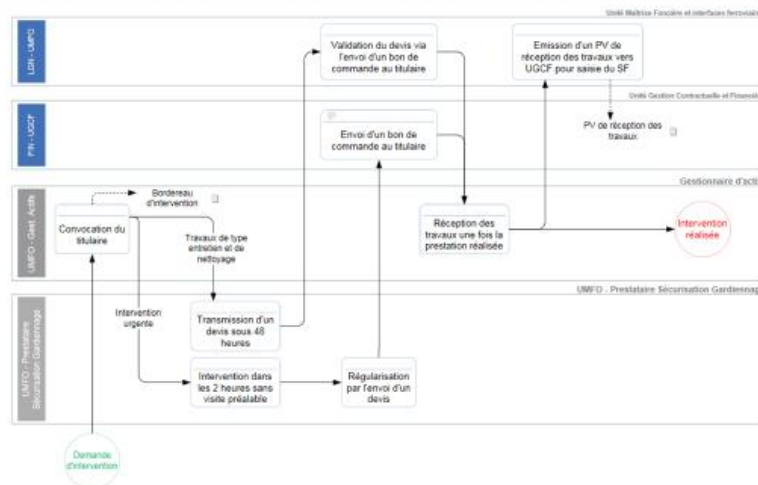 Unité Maîtrise Foncière et interfaces ferroviaire
LGN - UMFO
Validation du devis via
l'envoi d'un bon de
commande au titulaire
Emission d'un PV de
réception des travaux vers
UGCF pour saisie du SF
Unité Gestion Contractuelle et Financiè
FIN - UGCF
Envoi d'un bon de
commande au titulaire
PV de réception des
travaux
Gestionnaire d'acti
UMFO - Gest. Actifs
Bordereau
d'intervention
Convocation du
titulaire
Travaux de type
entretien et de
nettoyage
Réception des
travaux une fois la
prestation réalisée
Intervention
réalisée
UMFO - Prestataire Sécurisation Gardiennag
UMFO - Prestataire
Sécurisation Gardiennage
Intervention
urgente
Transmission d'un
devis sous 48
heures
Intervention dans
les 2 heures sans
visite préalable
Régularisation
par l'envoi d'un
devis
Demande
d'intervention